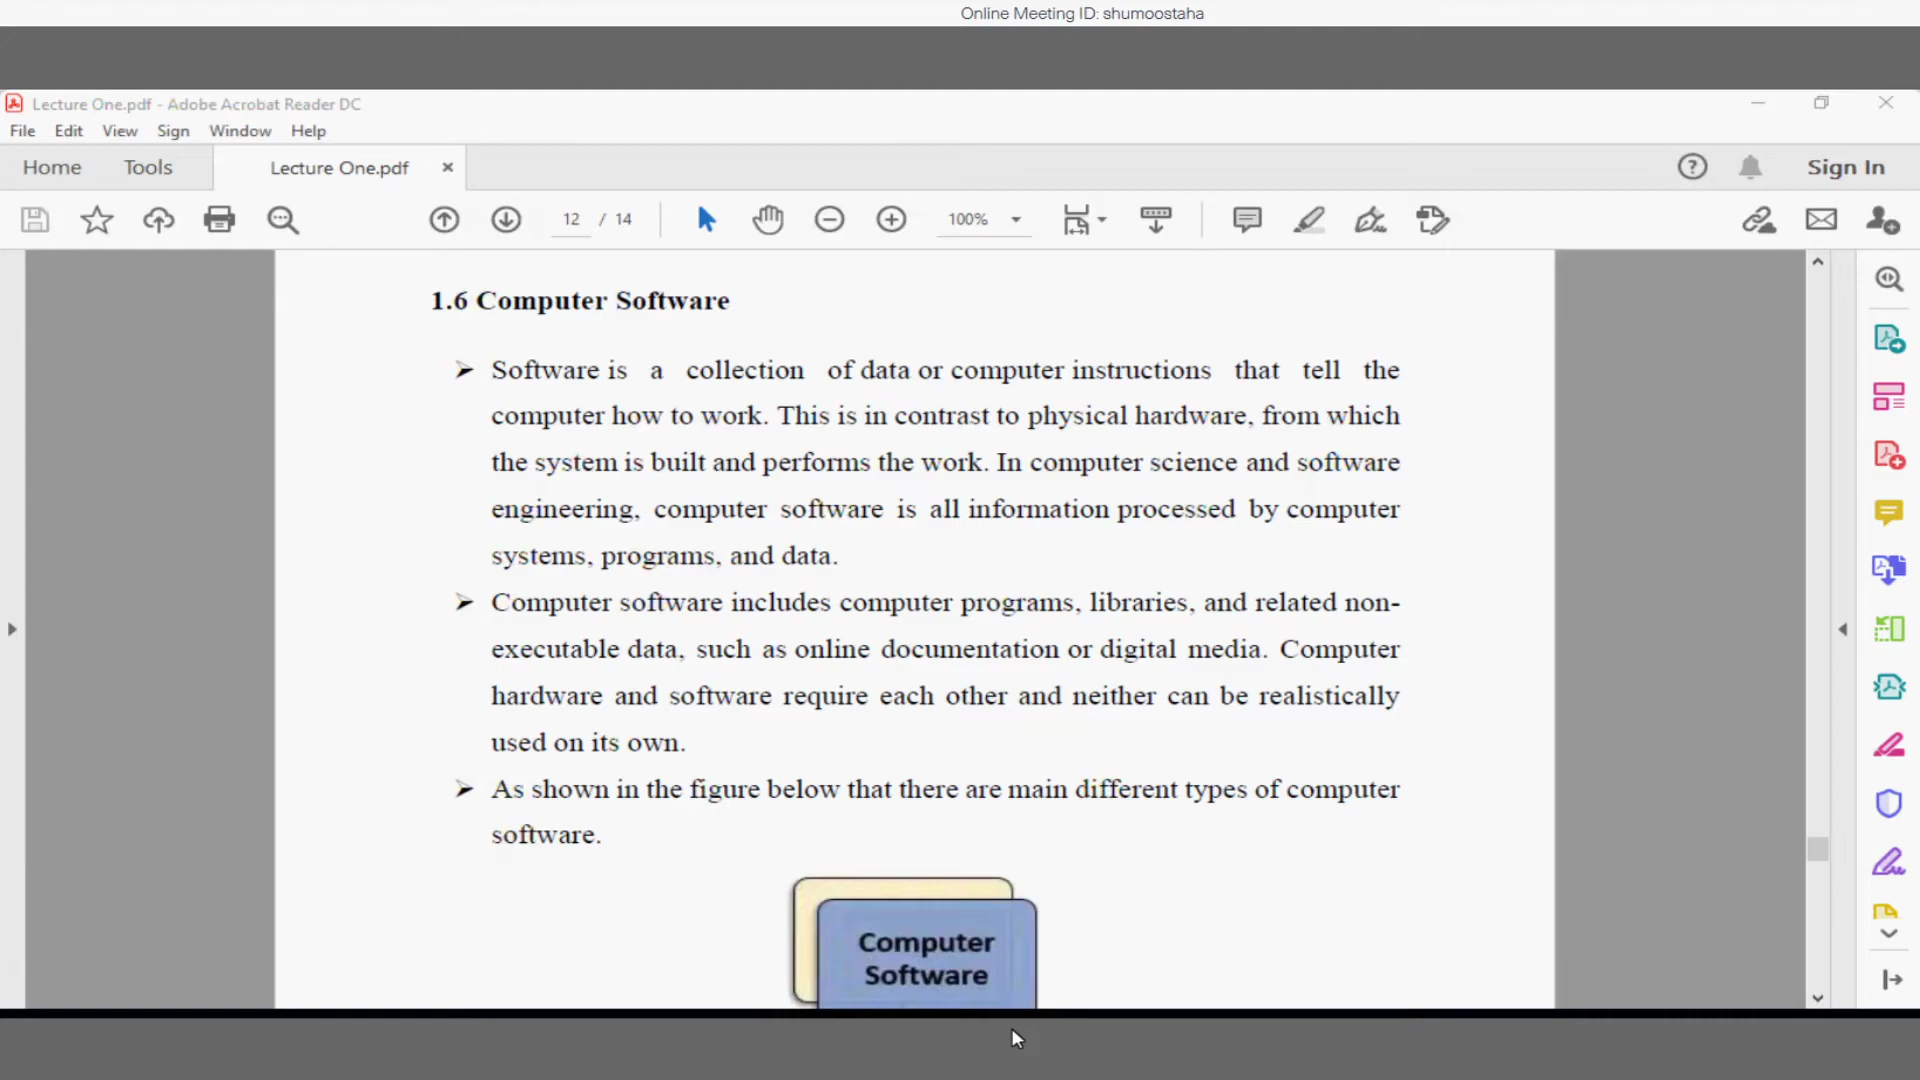 Online Meeting ID: shumoostaha
Lecture One.pdf - Adobe Acrobat Reader DC
File Edit View Sign Window Help
Home Tools Lecture One.pdf × Sign In
12 / 14 100%
1.6 Computer Software
➢ Software is a collection of data or computer instructions that tell the
computer how to work. This is in contrast to physical hardware, from which
the system is built and performs the work. In computer science and software
engineering, computer software is all information processed by computer
systems, programs, and data.
➢ Computer software includes computer programs, libraries, and related non-
executable data, such as online documentation or digital media. Computer
hardware and software require each other and neither can be realistically
used on its own.
➢ As shown in the figure below that there are main different types of computer
software.
Computer
Software